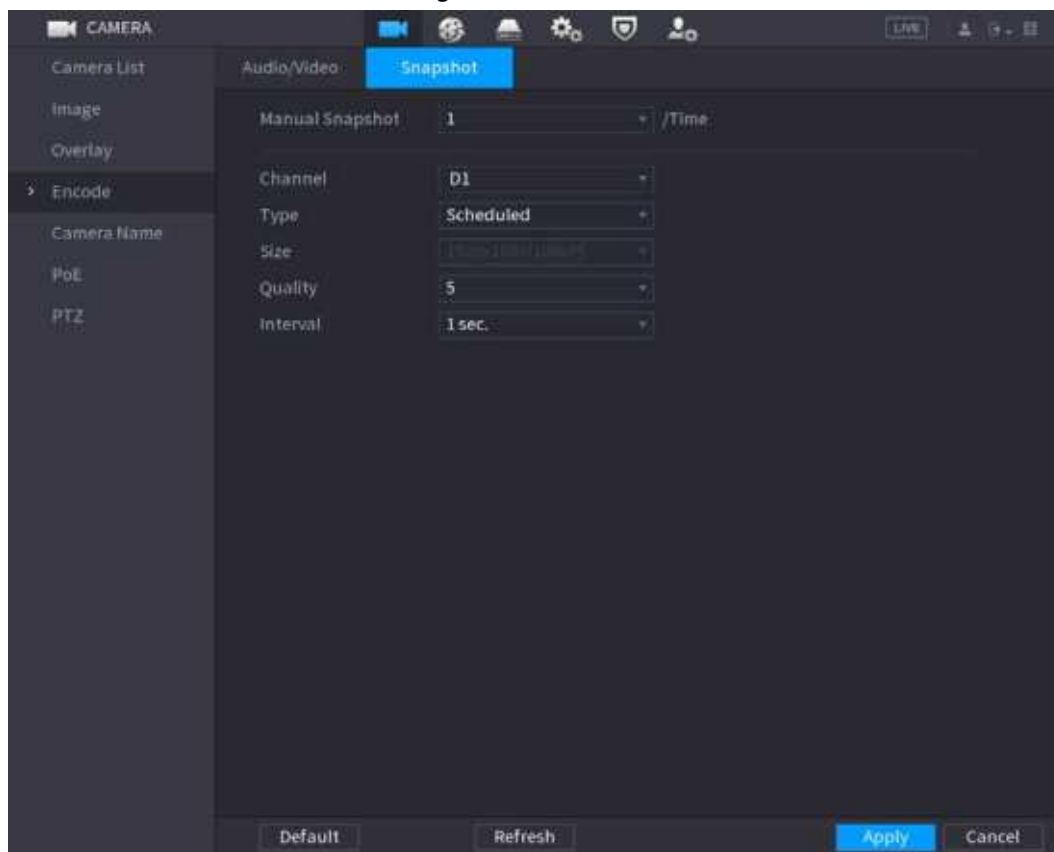 CAMERA
LIVE
Camera List
Image
Overlay
Encode
Camera Name
PoE
PTZ
Audio/Video
Snapshot
Manual Snapshot 1 /Time
Channel D1
Type Scheduled
Size
Quality 5
Interval 1 sec.
Default
Refresh
Apply
Cancel